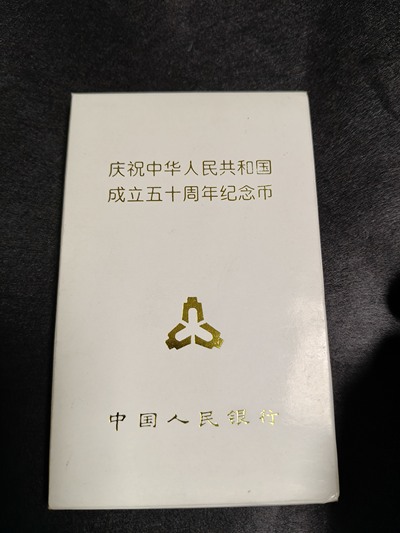 庆祝中华人民共和国
成立五十周年纪念币
中国人民银行